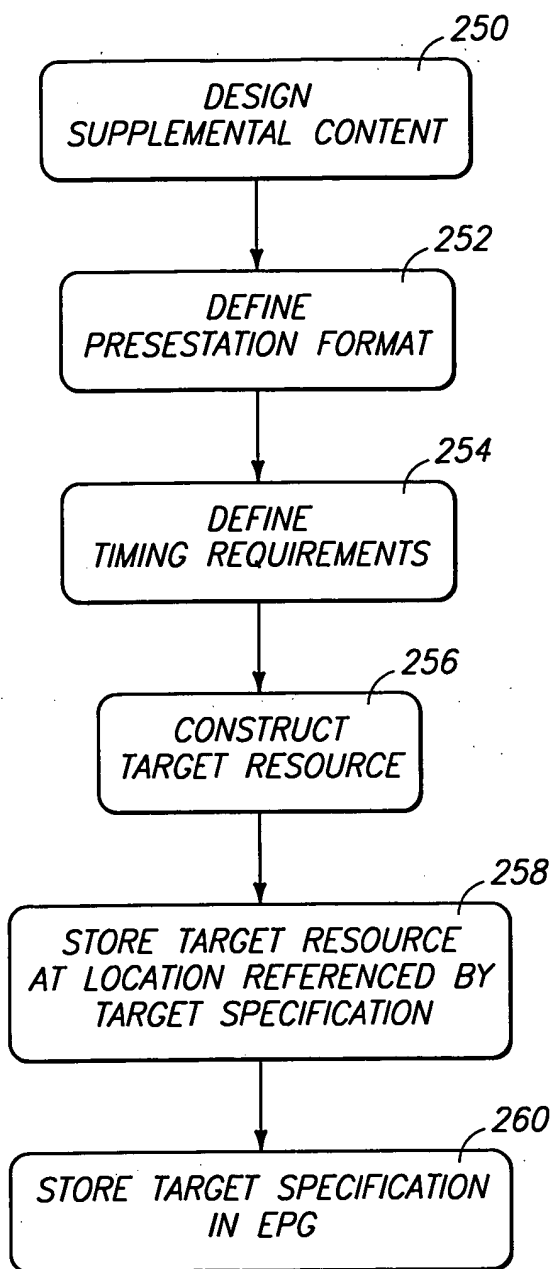 250
DESIGN
SUPPLEMENTAL CONTENT
252
DEFINE
PRESESTATION FORMAT
254
DEFINE
TIMING REQUIREMENTS
256
CONSTRUCT
TARGET RESOURCE
258
STORE TARGET RESOURCE
AT LOCATION REFERENCED BY
TARGET SPECIFICATION
260
STORE TARGET SPECIFICATION
IN EPG